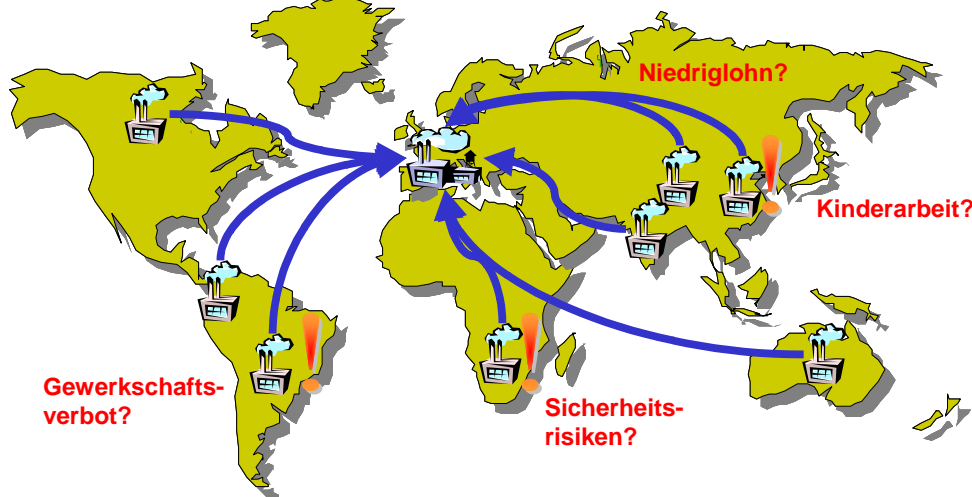 Niedriglohn?
Kinderarbeit?
Gewerkschafts-
verbot?
Sicherheits-
risiken?